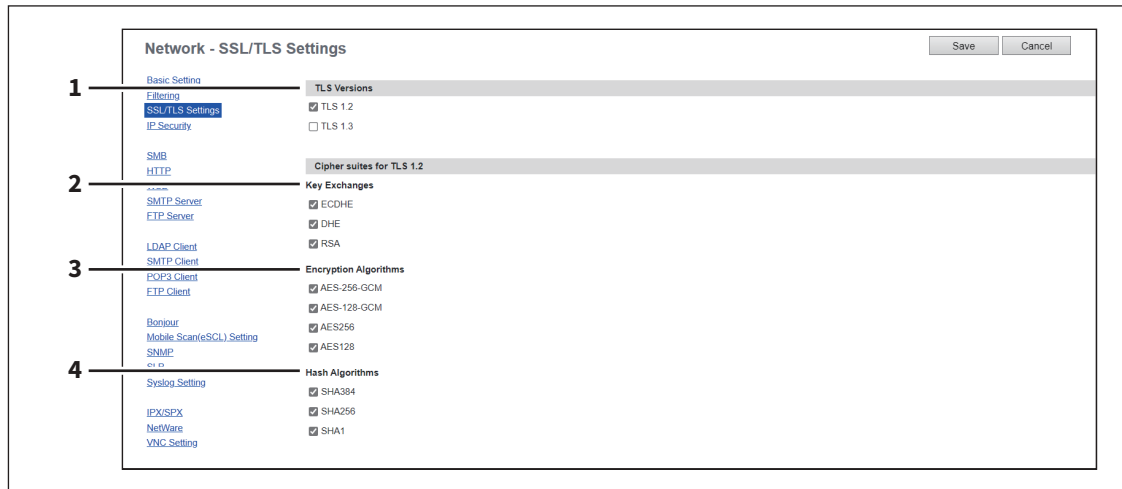 Network - SSL/TLS Settings
Save
Cancel
1
Basic Setting
Filtering
SSL/TLS Settings
IP Security
TLS Versions
TLS 1.2
TLS 1.3
SMB
HTTP
SMTP Server
FTP Server
Cipher suites for TLS 1.2
2
Key Exchanges
ECDHE
DHE
RSA
LDAP Client
SMTP Client
POP3 Client
FTP Client
3
Encryption Algorithms
AES-256-GCM
AES-128-GCM
AES256
AES128
Bonjour
Mobile Scan(eSCL) Setting
SNMP
Syslog Setting
4
Hash Algorithms
SHA384
SHA256
SHA1
IPX/SPX
NetWare
VNC Setting